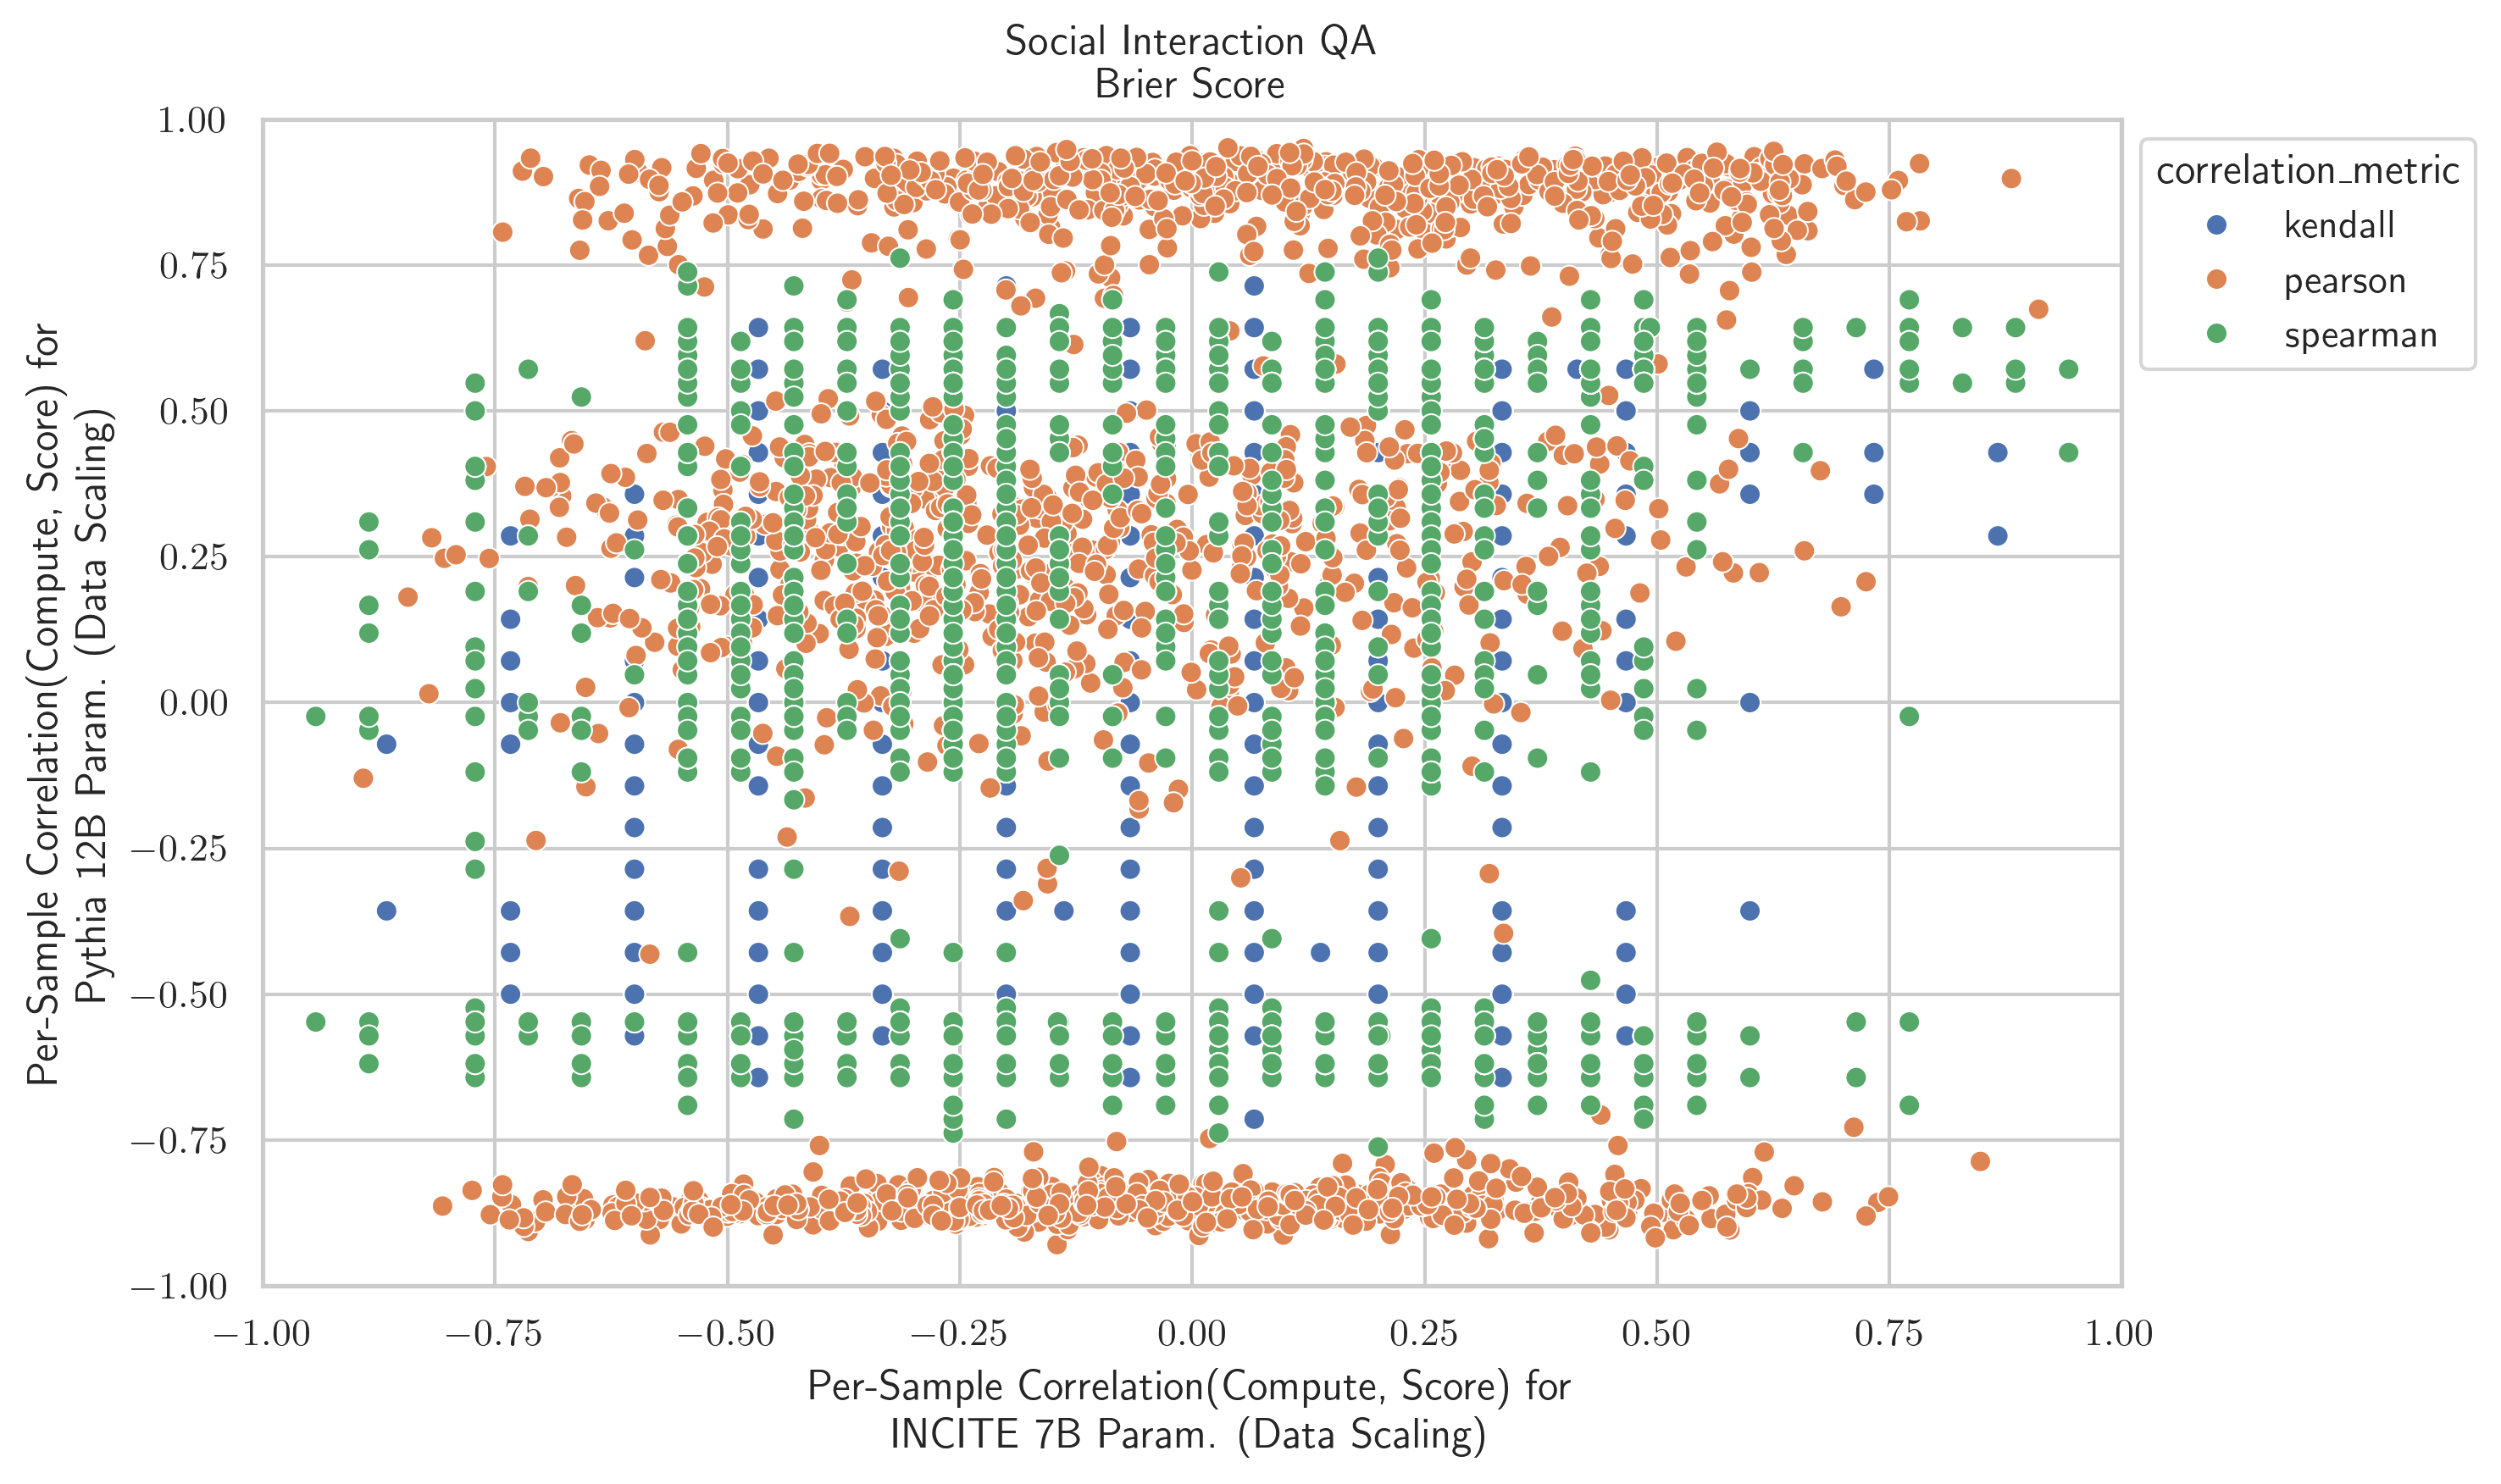 Social Interaction QA
Brier Score
Per-Sample Correlation(Compute, Score) for
Pythia 12B Param. (Data Scaling)
1.00
0.75
0.50
0.25
0.00
−0.25
−0.50
−0.75
−1.00
−1.00 −0.75 −0.50 −0.25 0.00 0.25 0.50 0.75 1.00
Per-Sample Correlation(Compute, Score) for
INCITE 7B Param. (Data Scaling)
correlation_metric
kendall
pearson
spearman